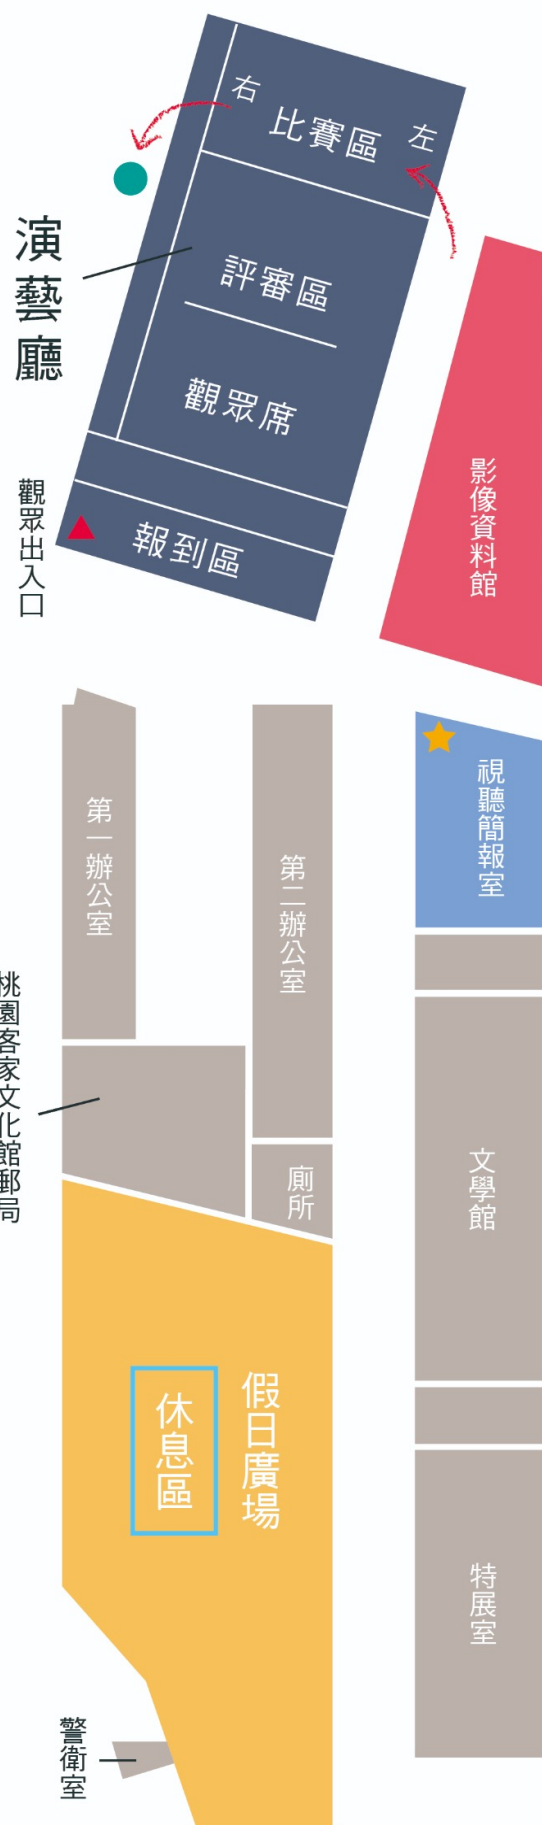 右
比賽區
左
演藝廳
評審區
觀眾席
觀眾出入口
報到區
影像資料館
視聽簡報室
第一辦公室
第二辦公室
桃園客家文化館郵局
廁所
文學館
假日廣場
休息區
特展室
警衛室